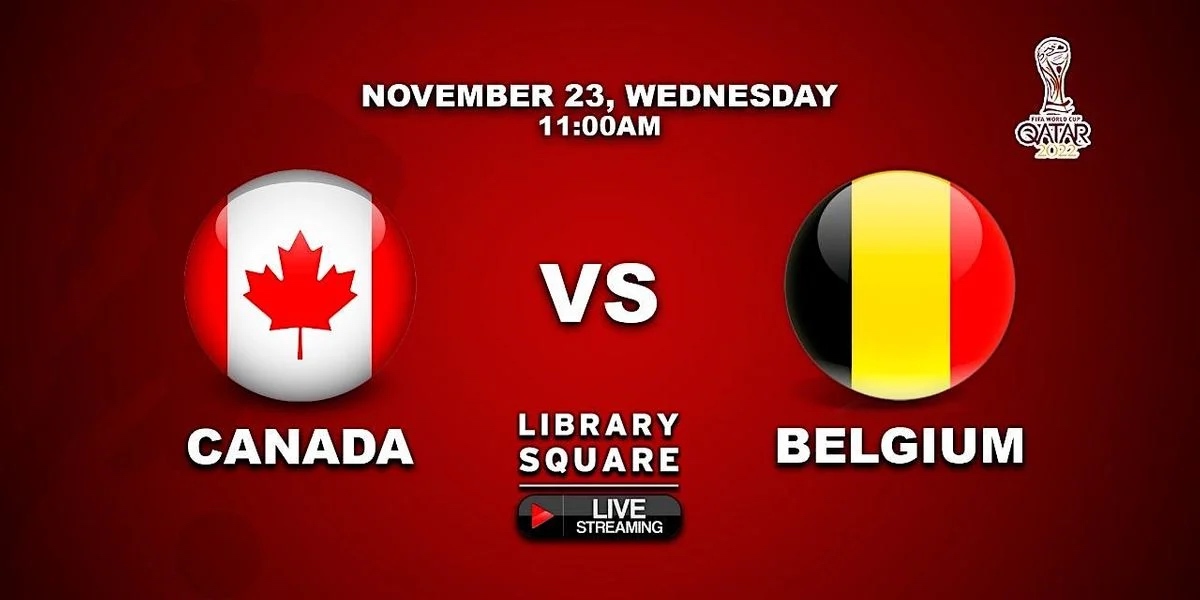 NOVEMBER 23, WEDNESDAY
11:00AM
FIFA WORLD CUP
QATAR
2022
VS
CANADA
BELGIUM
LIBRARY
SQUARE
LIVE
STREAMING